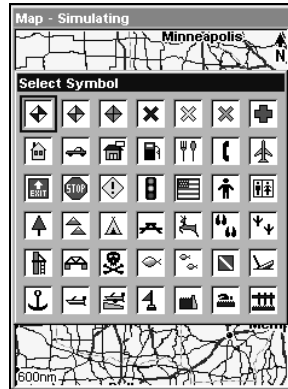 Map - Simulating
Minneapolis
N
Select Symbol
EXIT
STOP
600nm